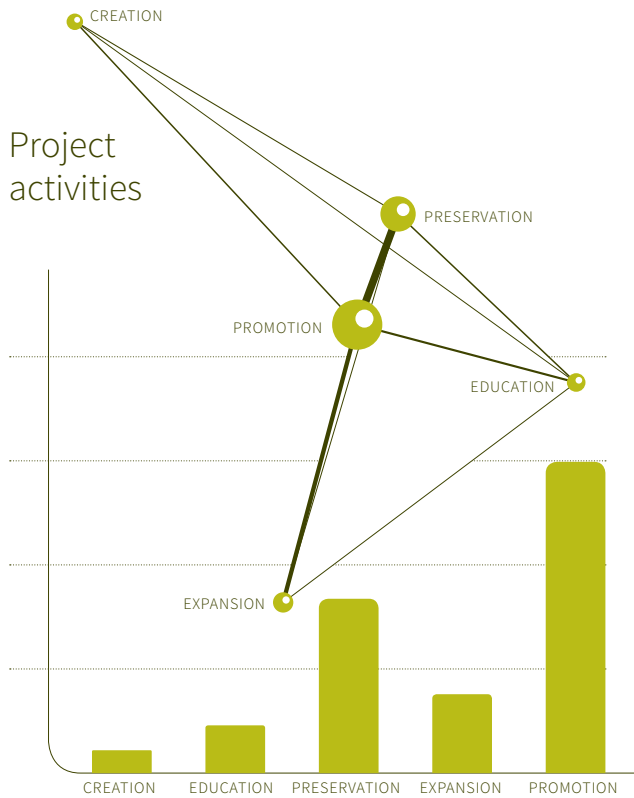 CREATION
Project
activities
PRESERVATION
PROMOTION
EDUCATION
EXPANSION
CREATION EDUCATION PRESERVATION EXPANSION PROMOTION